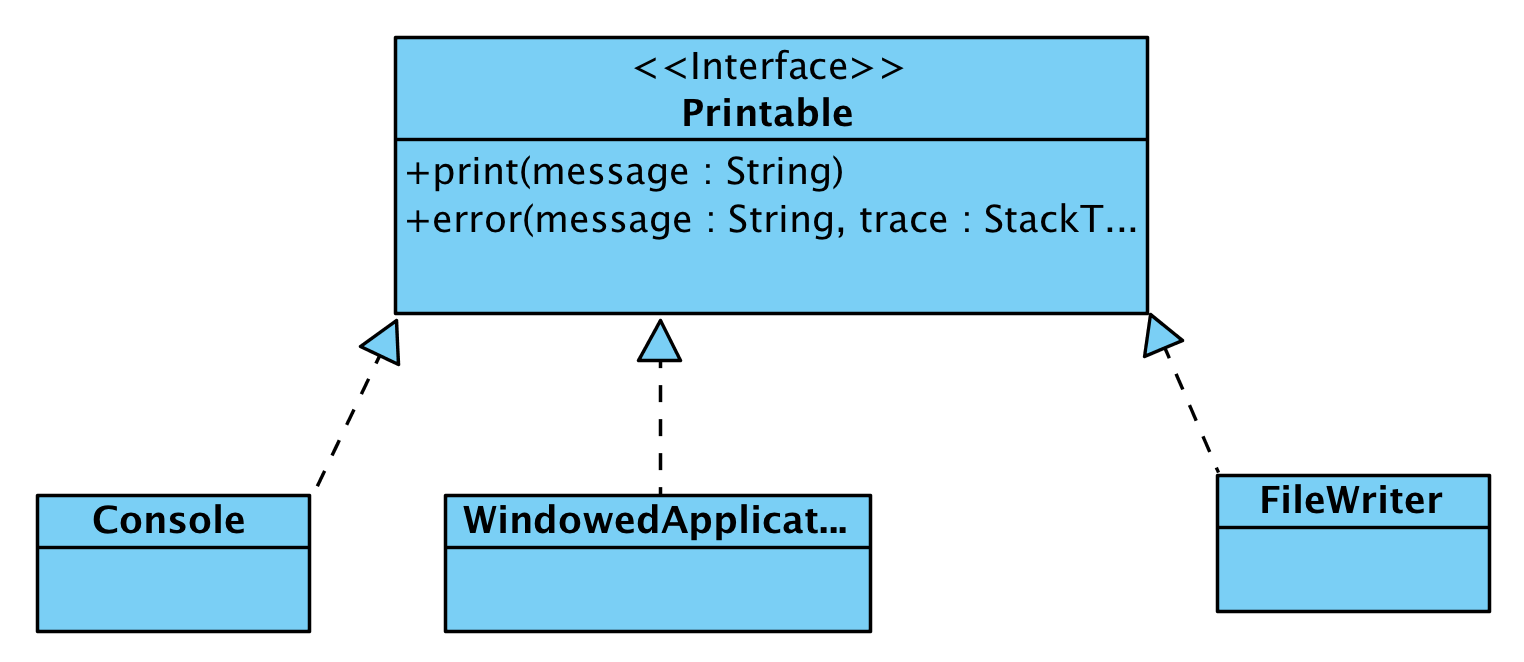 <<Interface>>
Printable
+print(message : String)
+error(message : String, trace : StackT...
Console
WindowedApplicat...
FileWriter